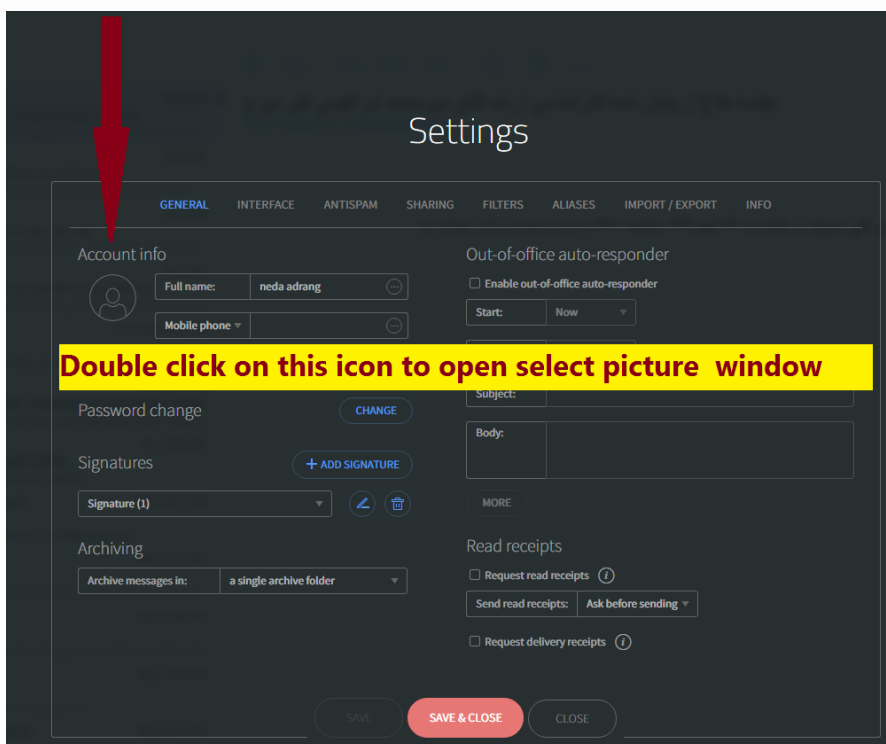 Settings
GENERAL INTERFACE ANTISPAM SHARING FILTERS ALIASES IMPORT / EXPORT INFO
Account info
Full name: neda adrang
Mobile phone
Double click on this icon to open select picture window
Password change CHANGE
Signatures + ADD SIGNATURE
Signature (1)
Archiving
Archive messages in: a single archive folder
Out-of-office auto-responder
Enable out-of-office auto-responder
Start: Now
Subject:
Body:
MORE
Read receipts
Request read receipts i
Send read receipts: Ask before sending
Request delivery receipts i
SAVE SAVE & CLOSE CLOSE